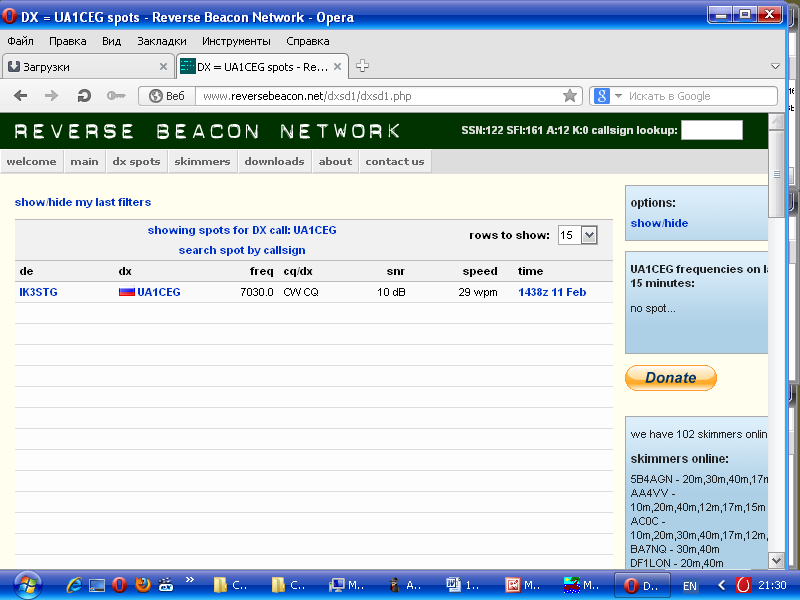 DX = UA1CEG spots - Reverse Beacon Network - Opera
Файл Правка Вид Закладки Инструменты Справка
Загрузки
DX = UA1CEG spots - Re...
Веб www.reversebeacon.net/dxsd1/dxsd1.php Искать в Google
REVERSE BEACON NETWORK
SSN:122 SFI:161 A:12 K:0 callsign lookup:
welcome main dx spots skimmers downloads about contact us
show/hide my last filters
showing spots for DX call: UA1CEG
search spot by callsign
rows to show: 15
de dx freq cq/dx snr speed time
IK3STG UA1CEG 7030.0 CW CQ 10 dB 29 wpm 1438z 11 Feb
options:
show/hide
UA1CEG frequencies on l
15 minutes:
no spot...
Donate
we have 102 skimmers onlin
skimmers online:
5B4AGN - 20m,30m,40m,17m
AA4VV -
10m,20m,40m,12m,17m,15m
AC0C -
10m,20m,30m,40m,17m,12m,
BA7NQ - 30m,40m
DF1LON - 20m,40m
C.. C.. M.. A.. 1.. M.. M.. D.. EN 21:30